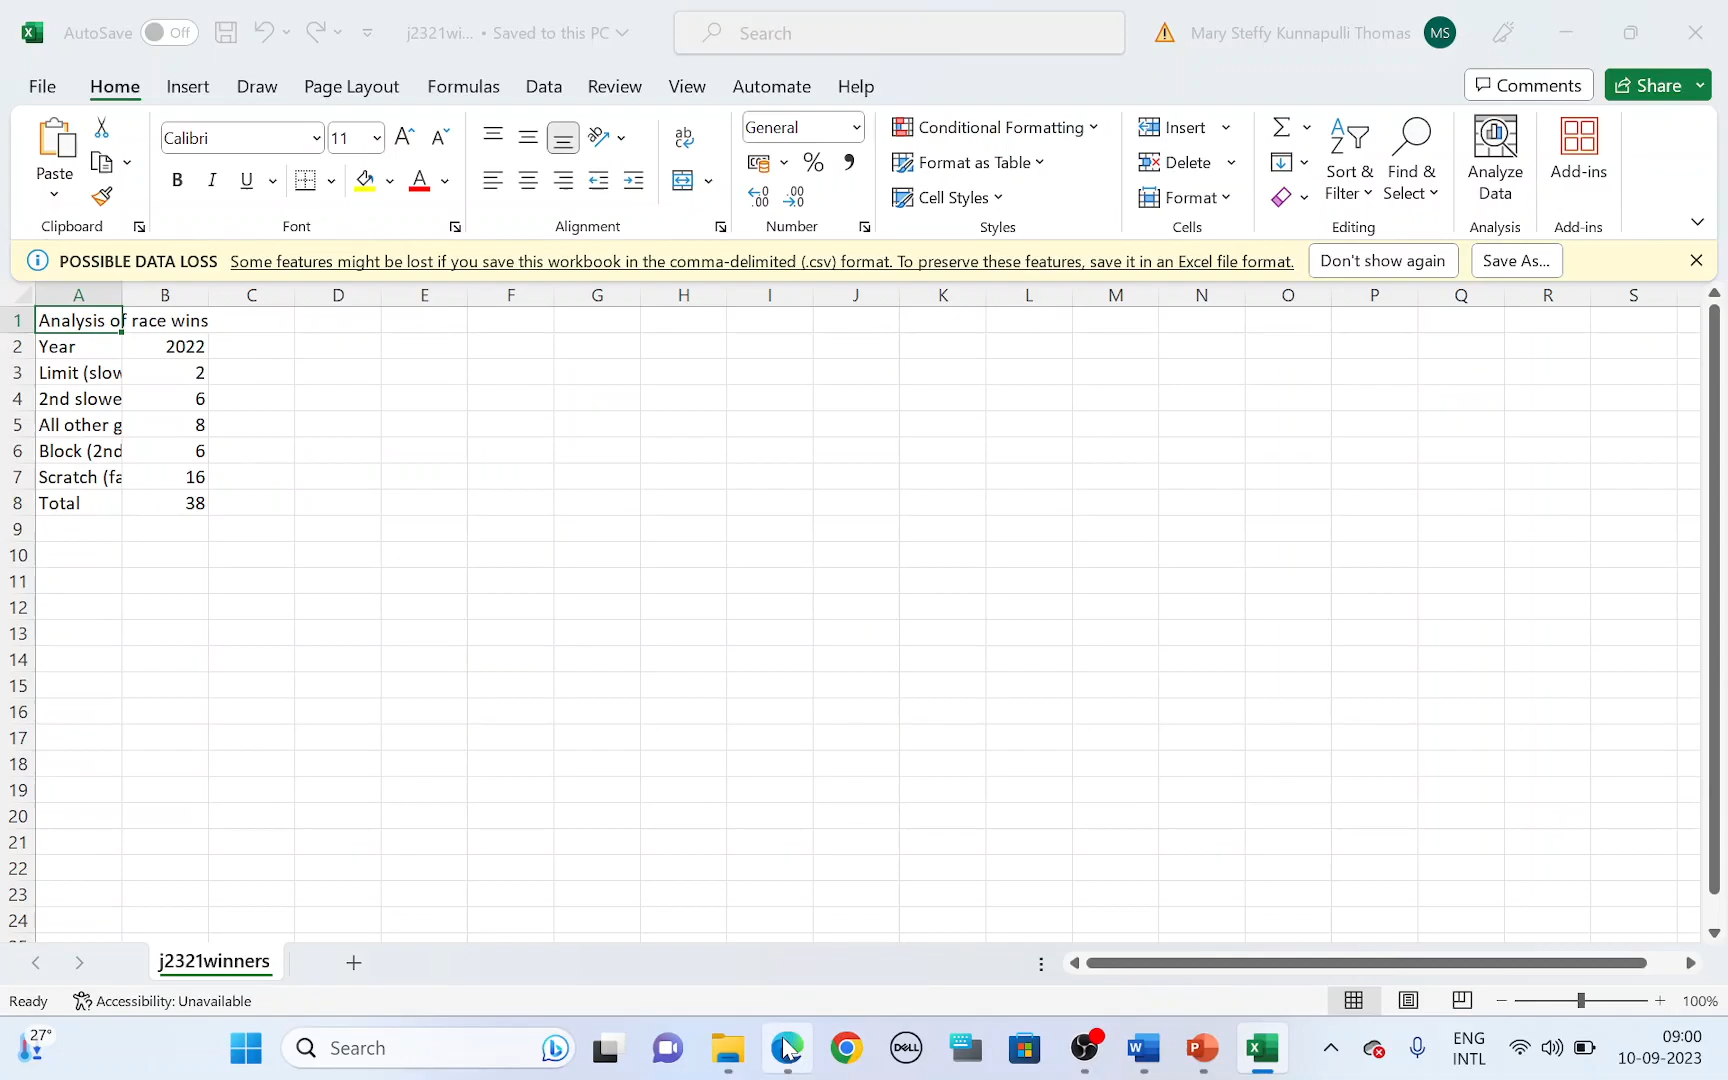 AutoSave Off j2321wi... • Saved to this PC Search Mary Steffy Kunnapulli Thomas MS
File Home Insert Draw Page Layout Formulas Data Review View Automate Help Comments Share
Paste
Clipboard
Calibri 11
B I U A
Font
ab
Alignment
General
% 9
.00 .00
Number
Conditional Formatting
Format as Table
Cell Styles
Styles
Insert
Delete
Format
Cells
Sort & Filter
Find & Select
Editing
Analyze Data
Analysis
Add-ins
Add-ins
POSSIBLE DATA LOSS Some features might be lost if you save this workbook in the comma-delimited (.csv) format. To preserve these features, save it in an Excel file format. Don't show again Save As...
A B C D E F G H I J K L M N O P Q R S
1 Analysis of race wins
2 Year 2022
3 Limit (slow 2
4 2nd slowe 6
5 All other g 8
6 Block (2nd 6
7 Scratch (fa 16
8 Total 38
9
10
11
12
13
14
15
16
17
18
19
20
21
22
23
24
j2321winners
Ready Accessibility: Unavailable 100%
27° Search DELL ENG INTL 09:00
10-09-2023